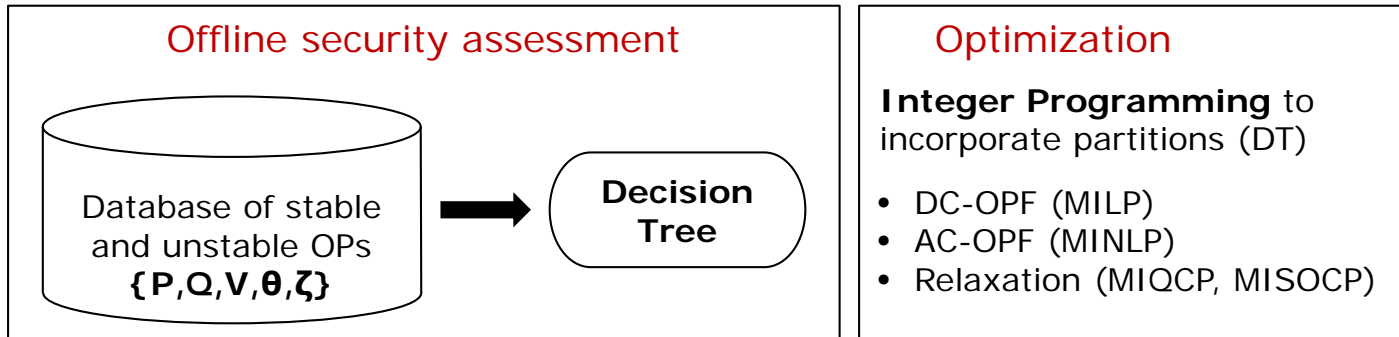 Offline security assessment
Database of stable
and unstable OPs
{P,Q,V,θ,ζ}
Decision
Tree
Optimization
Integer Programming to
incorporate partitions (DT)
• DC-OPF (MILP)
• AC-OPF (MINLP)
• Relaxation (MIQCP, MISOCP)